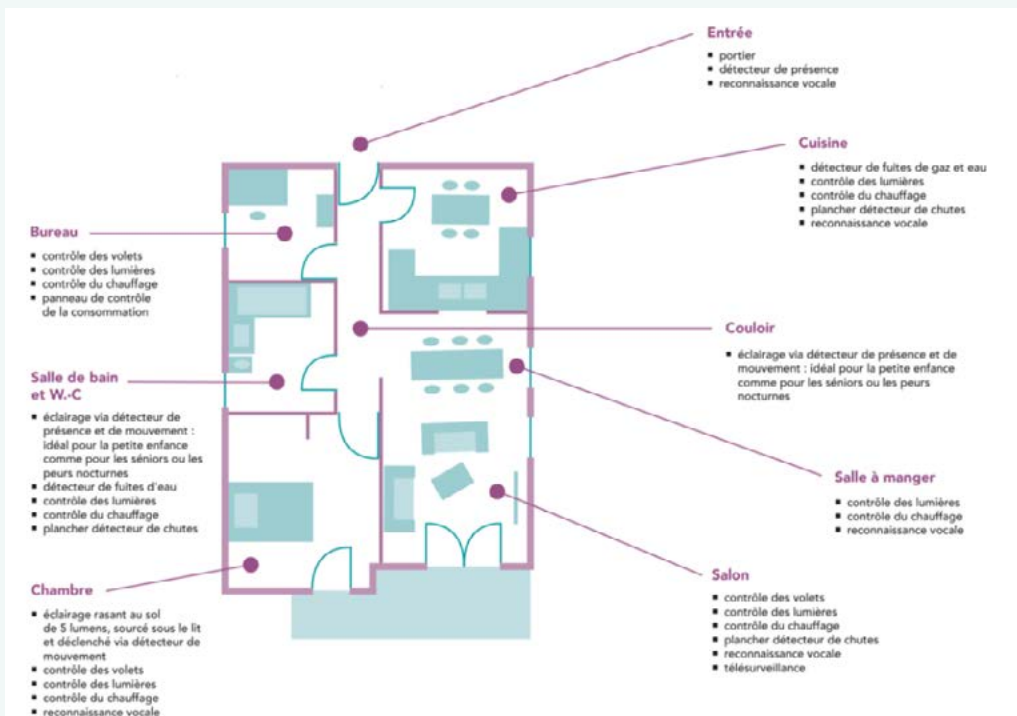 Entrée
▪ portier
▪ détecteur de présence
▪ reconnaissance vocale
Cuisine
▪ détecteur de fuites de gaz et eau
▪ contrôle des lumières
▪ contrôle du chauffage
▪ plancher détecteur de chutes
▪ reconnaissance vocale
Bureau
▪ contrôle des volets
▪ contrôle des lumières
▪ contrôle du chauffage
▪ panneau de contrôle
de la consommation
Couloir
▪ éclairage via détecteur de présence et de
mouvement : idéal pour la petite enfance
comme pour les séniors ou les peurs
nocturnes
Salle de bain
et W.-C
▪ éclairage via détecteur de
présence et de mouvement :
idéal pour la petite enfance
comme pour les séniors ou les
peurs nocturnes
▪ détecteur de fuites d'eau
▪ contrôle des lumières
▪ contrôle du chauffage
▪ plancher détecteur de chutes
Salle à manger
▪ contrôle des lumières
▪ contrôle du chauffage
▪ reconnaissance vocale
Salon
▪ contrôle des volets
▪ contrôle des lumières
▪ contrôle du chauffage
▪ plancher détecteur de chutes
▪ reconnaissance vocale
▪ télésurveillance
Chambre
▪ éclairage rasant au sol
de 5 lumens, sourcé sous le lit
et déclenché via détecteur de
mouvement
▪ contrôle des volets
▪ contrôle des lumières
▪ contrôle du chauffage
▪ reconnaissance vocale